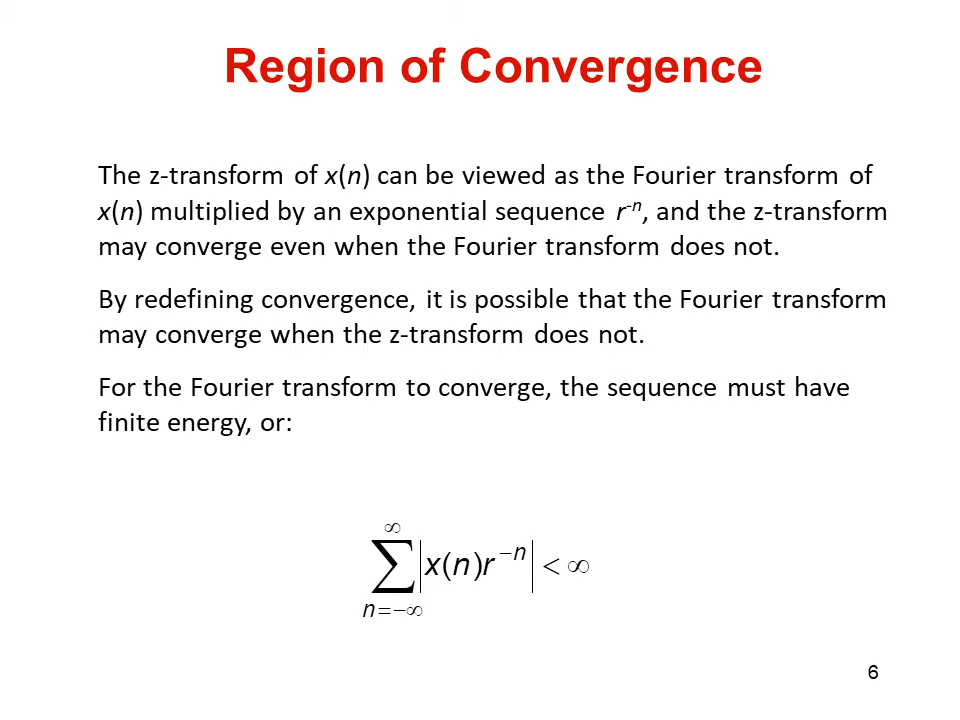 Region of Convergence
The z-transform of x(n) can be viewed as the Fourier transform of
x(n) multiplied by an exponential sequence r⁻ⁿ, and the z-transform
may converge even when the Fourier transform does not.
By redefining convergence, it is possible that the Fourier transform
may converge when the z-transform does not.
For the Fourier transform to converge, the sequence must have
finite energy, or:
∞
∑|x(n)r⁻ⁿ| < ∞
n=−∞
6